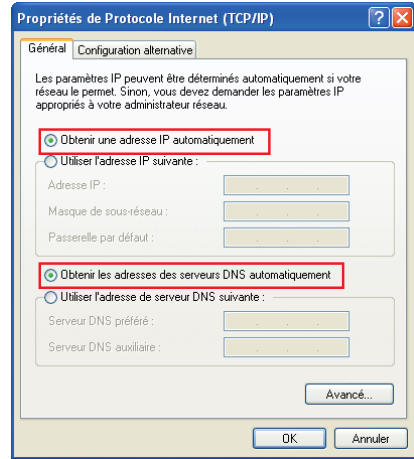 Propriétés de Protocole Internet (TCP/IP)
Général
Configuration alternative
Les paramètres IP peuvent être déterminés automatiquement si votre
réseau le permet. Sinon, vous devez demander les paramètres IP
appropriés à votre administrateur réseau.
Obtenir une adresse IP automatiquement
Utiliser l'adresse IP suivante :
Adresse IP :
Masque de sous-réseau :
Passerelle par défaut :
Obtenir les adresses des serveurs DNS automatiquement
Utiliser l'adresse de serveur DNS suivante :
Serveur DNS préféré :
Serveur DNS auxiliaire :
Avancé...
OK
Annuler